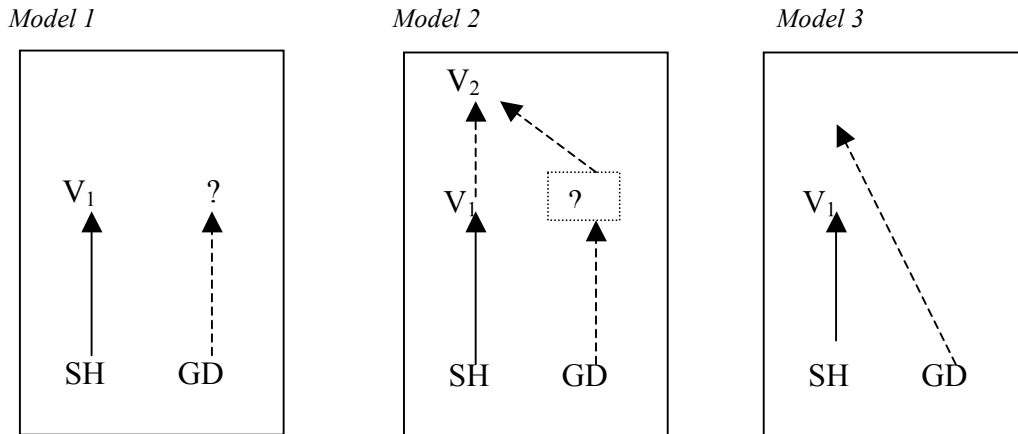 Model 1 Model 2 Model 3
V₂
V₁ ? V₁ ? V₁
SH GD SH GD SH GD